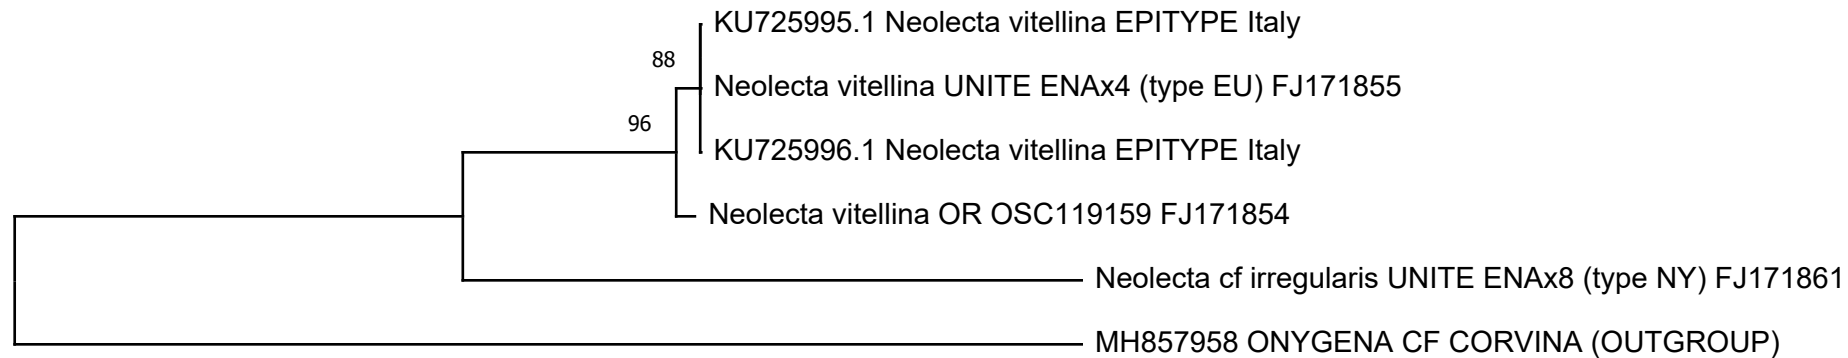 KU725995.1 Neolecta vitellina EPITYPE Italy
88
Neolecta vitellina UNITE ENAx4 (type EU) FJ171855
96
KU725996.1 Neolecta vitellina EPITYPE Italy
Neolecta vitellina OR OSC119159 FJ171854
Neolecta cf irregularis UNITE ENAx8 (type NY) FJ171861
MH857958 ONYGENA CF CORVINA (OUTGROUP)